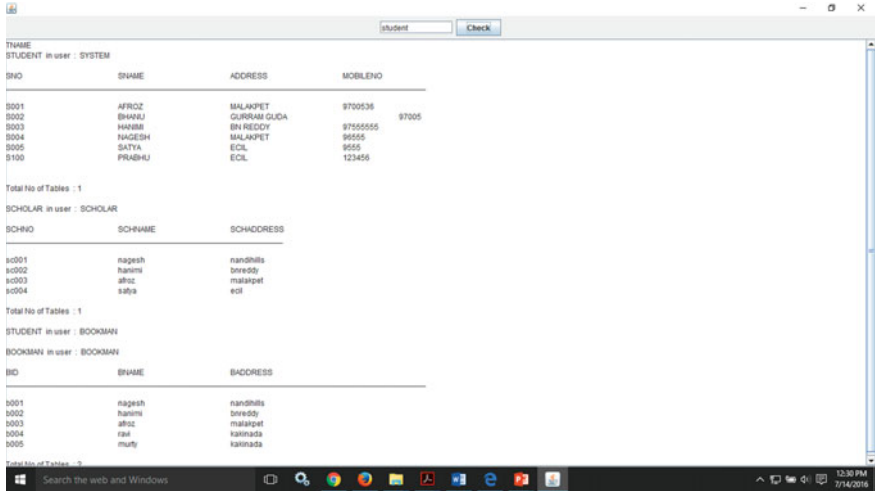 student Check
TNAME
STUDENT in user : SYSTEM
SNO SNAME ADDRESS MOBILENO
S001 AFROZ MALAKPET 9700536
S002 BHANU GURRAM GUDA 97005
S003 HANIMI BN REDDY 97555555
S004 NAGESH MALAKPET 96555
S005 SATYA ECIL 9555
S100 PRABHU ECIL 123456
Total No of Tables : 1
SCHOLAR in user : SCHOLAR
SCHNO SCHNAME SCHADDRESS
sc001 nagesh nandihills
sc002 hanimi bnreddy
sc003 afroz malakpet
sc004 satya ecil
Total No of Tables : 1
STUDENT in user : BOOKMAN
BOOKMAN in user : BOOKMAN
BID BNAME BADDRESS
b001 nagesh nandihills
b002 hanimi bnreddy
b003 afroz malakpet
b004 ravi kakinada
b005 murty kakinada
Total No of Tables : 2
Search the web and Windows
12:30 PM
7/14/2016